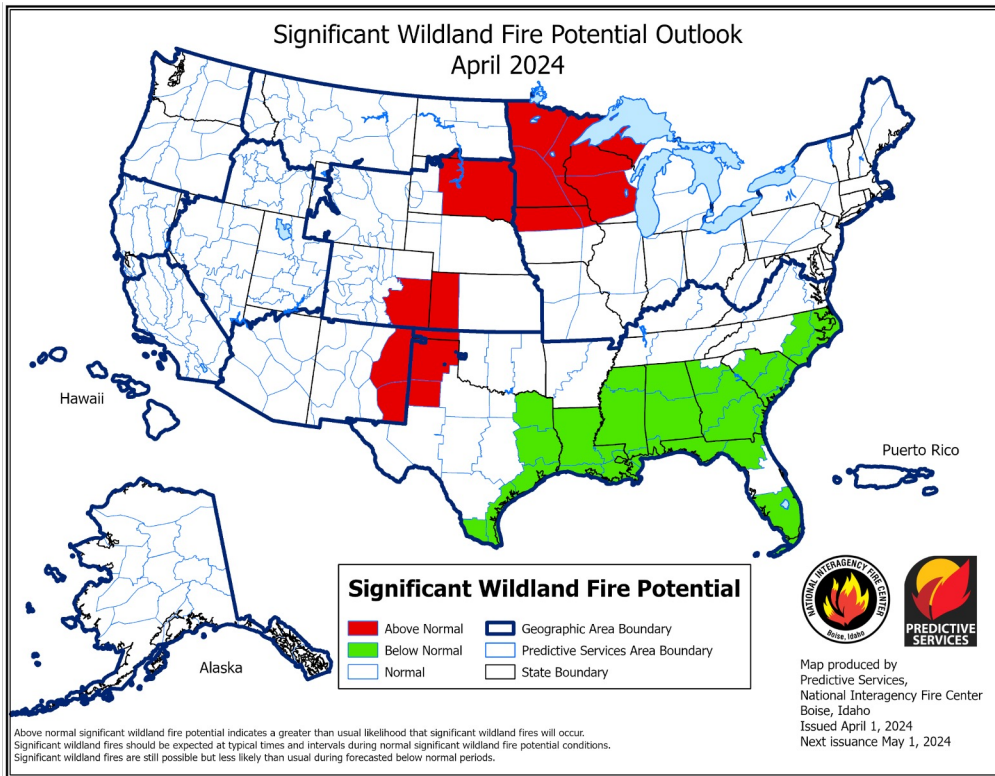 Significant Wildland Fire Potential Outlook
April 2024
Hawaii
Puerto Rico
Alaska
Significant Wildland Fire Potential
Above Normal
Below Normal
Normal
Geographic Area Boundary
Predictive Services Area Boundary
State Boundary
NATIONAL INTERAGENCY FIRE CENTER
Boise, Idaho
PREDICTIVE
SERVICES
Map produced by
Predictive Services,
National Interagency Fire Center
Boise, Idaho
Issued April 1, 2024
Next issuance May 1, 2024
Above normal significant wildland fire potential indicates a greater than usual likelihood that significant wildland fires will occur.
Significant wildland fires should be expected at typical times and intervals during normal significant wildland fire potential conditions.
Significant wildland fires are still possible but less likely than usual during forecasted below normal periods.